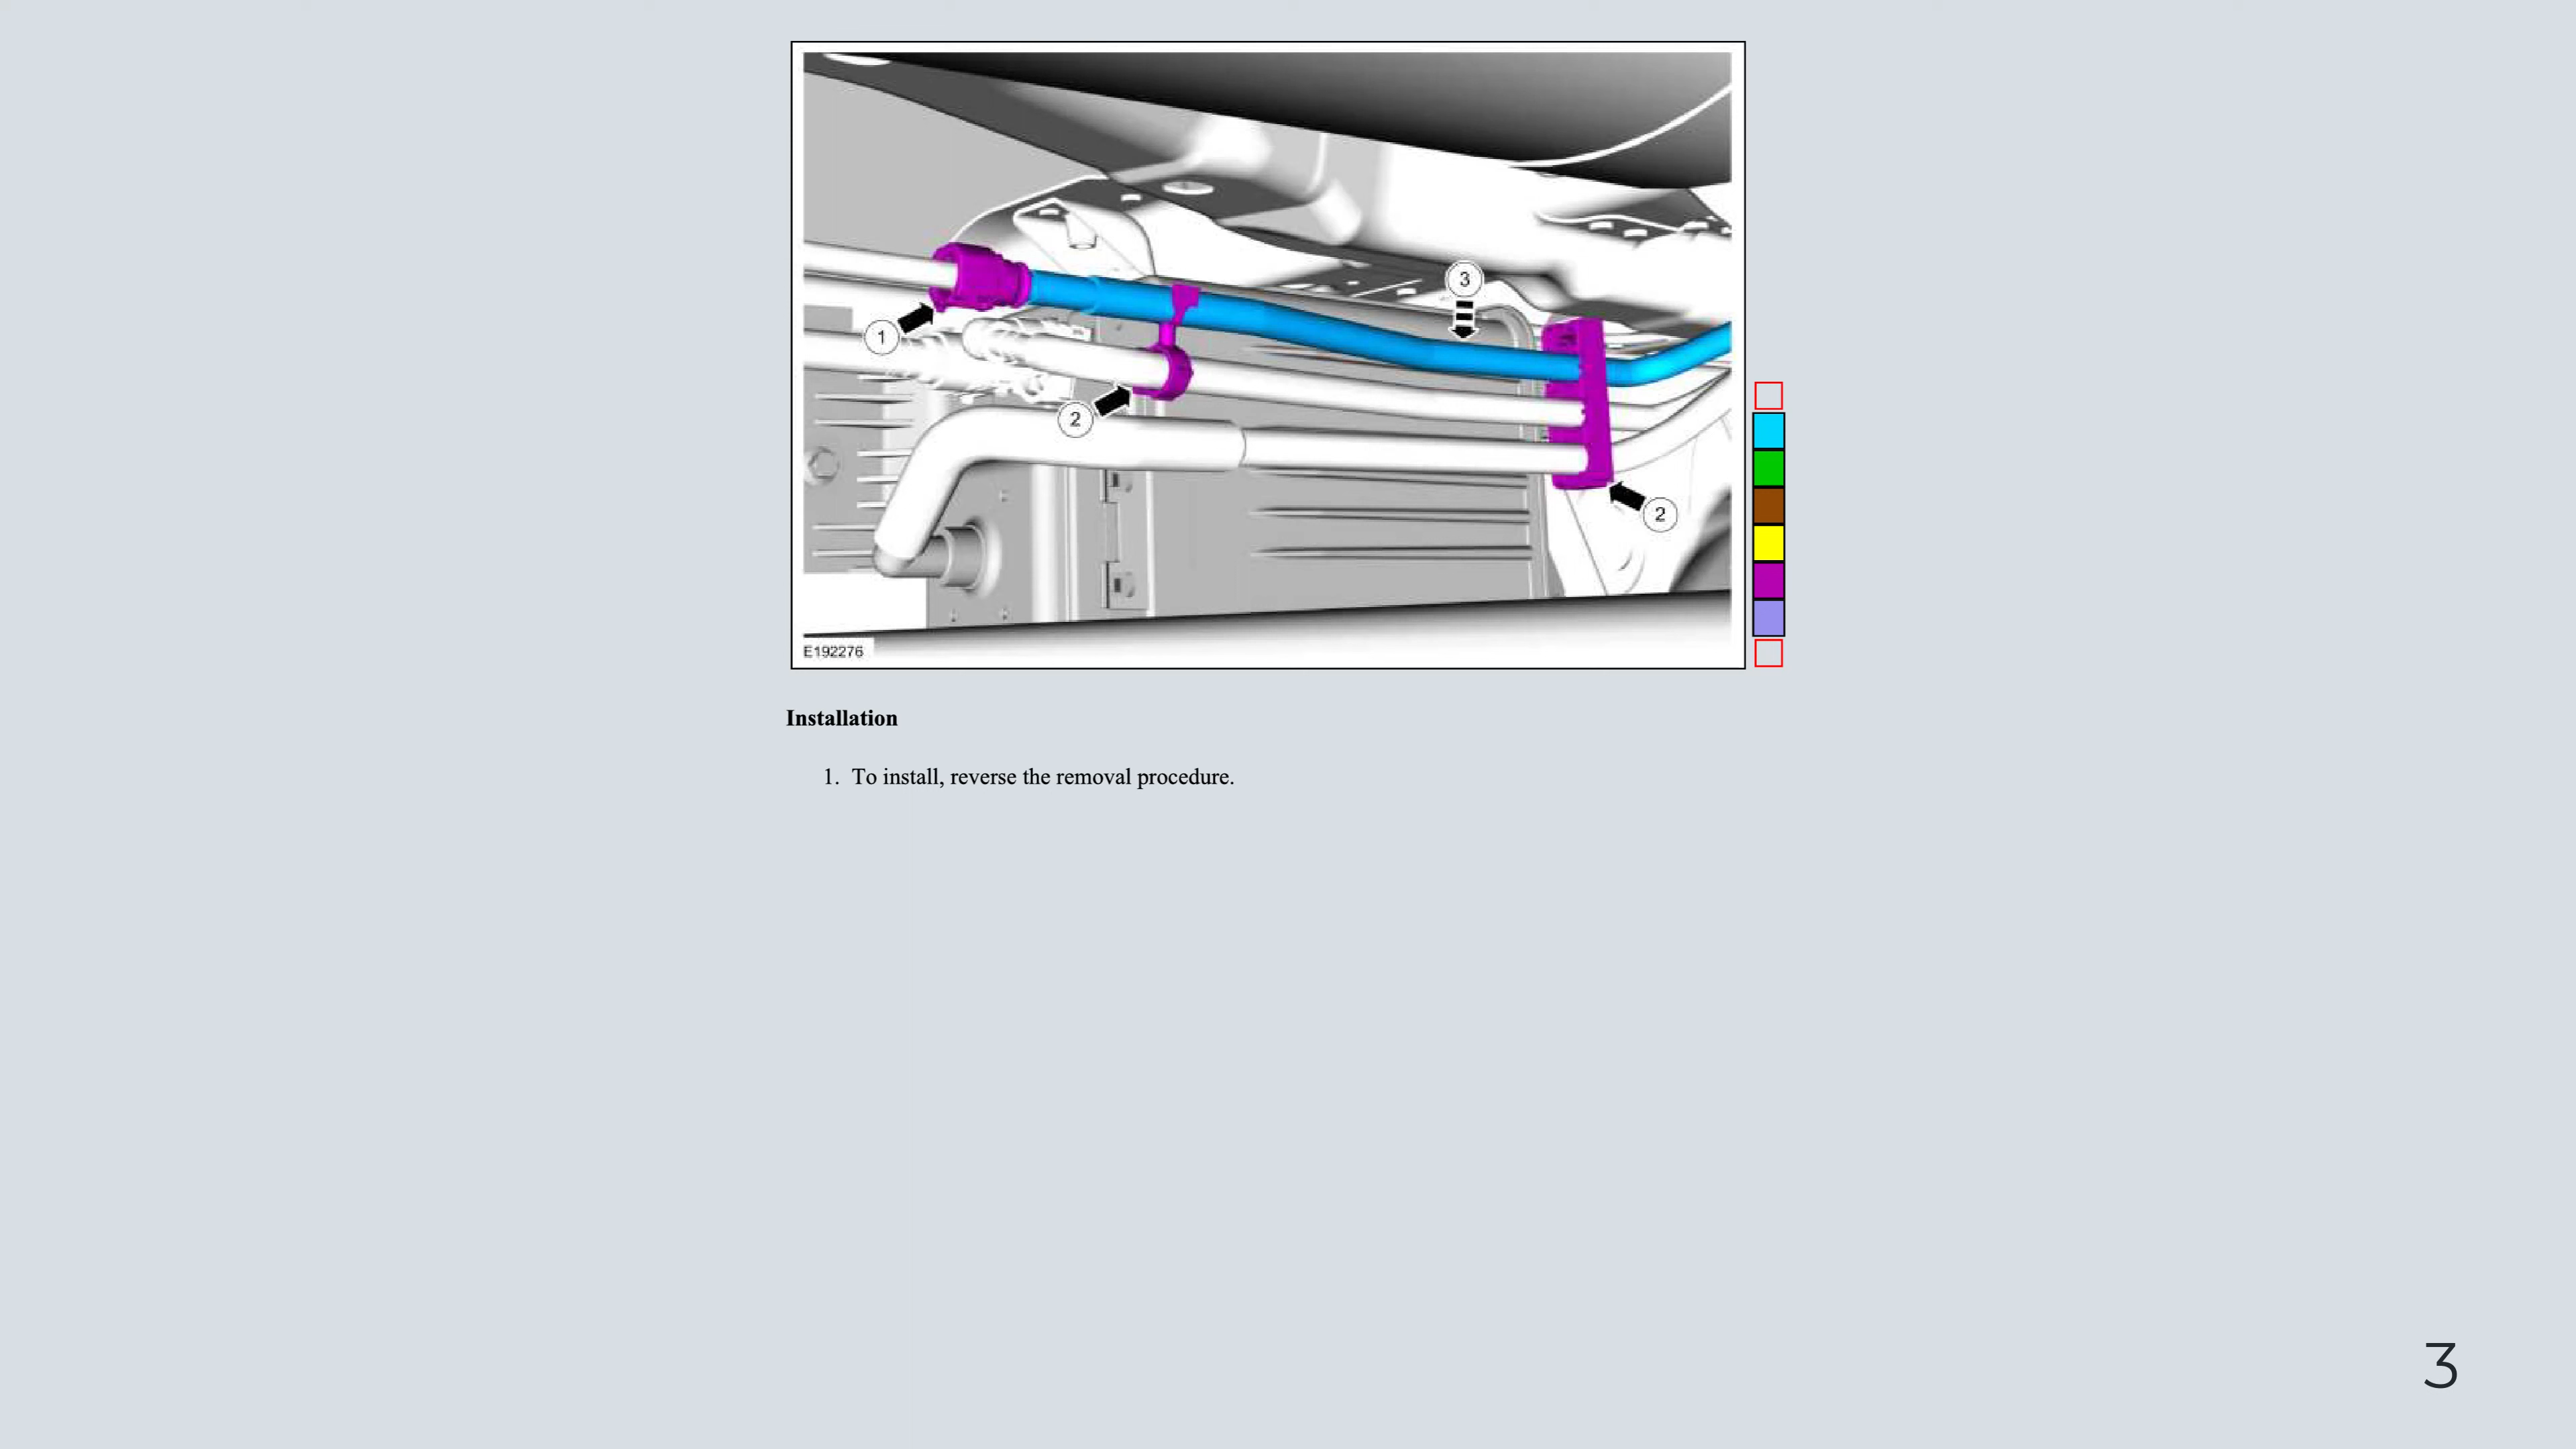 3
1
2
2
E192276
Installation
1. To install, reverse the removal procedure.
3